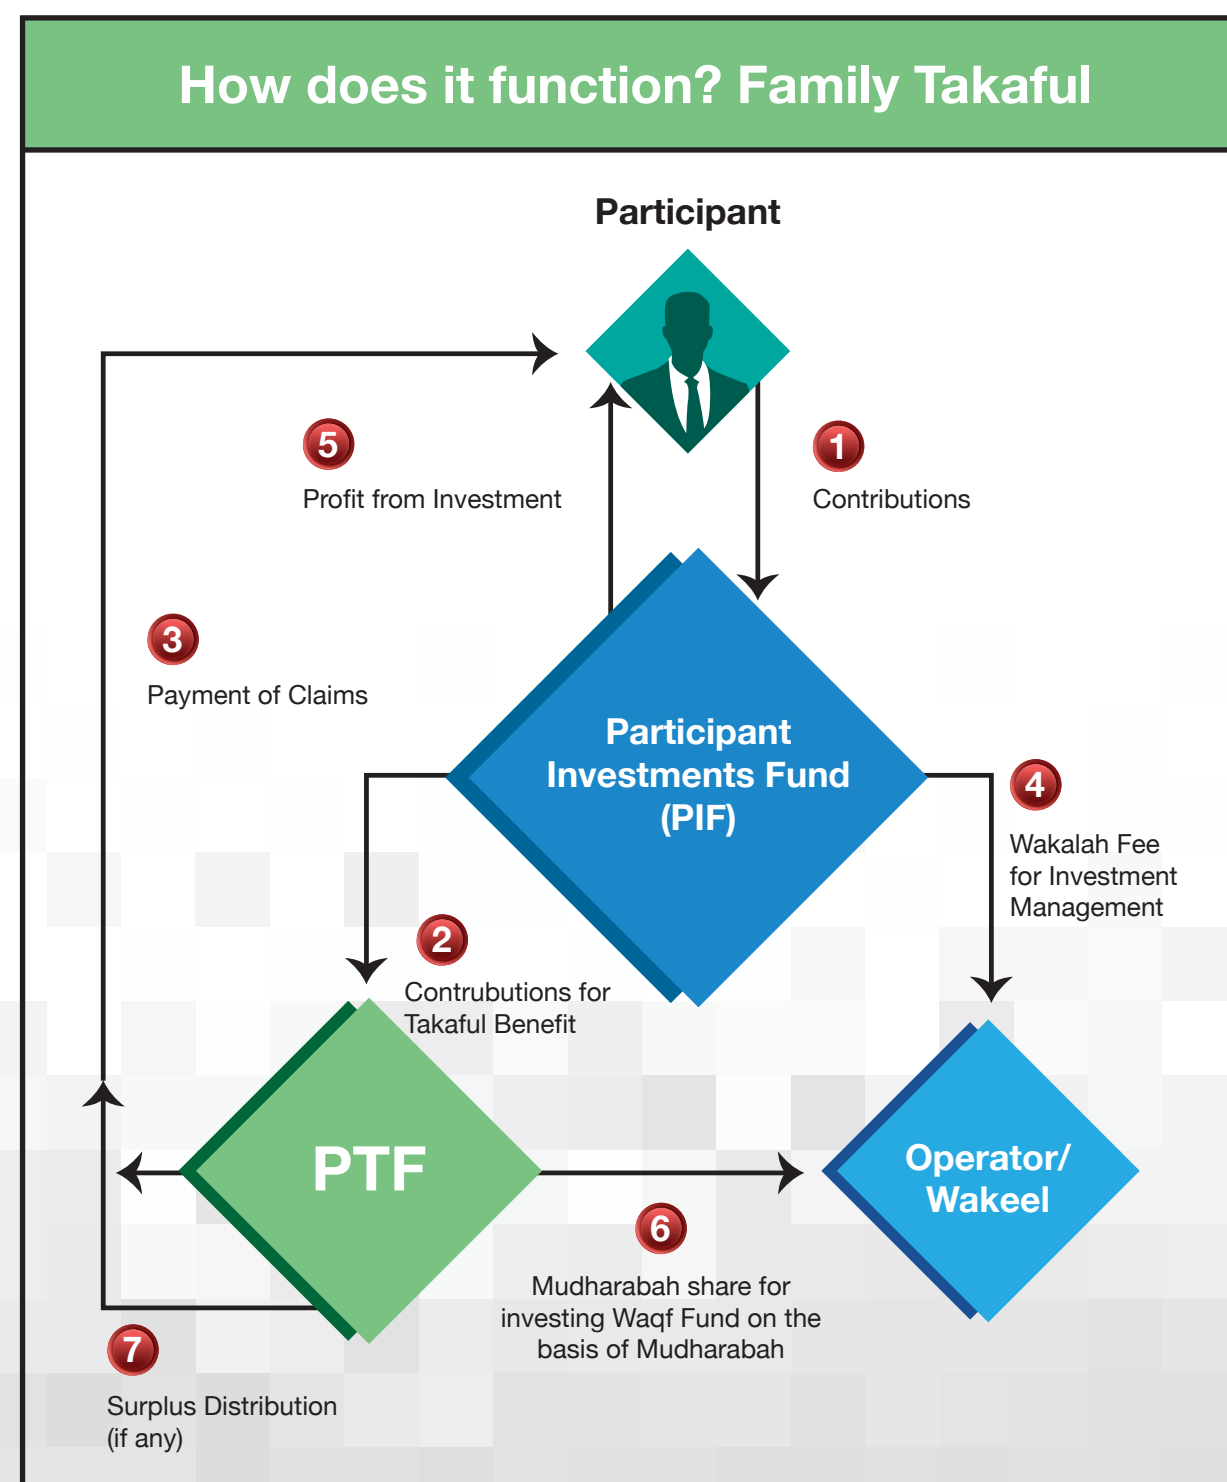 How does it function? Family Takaful
Participant
5
Profit from Investment
1
Contributions
3
Payment of Claims
Participant
Investments Fund
(PIF)
4
Wakalah Fee
for Investment
Management
2
Contrubutions for
Takaful Benefit
PTF
Operator/
Wakeel
6
Mudharabah share for
investing Waqf Fund on the
basis of Mudharabah
7
Surplus Distribution
(if any)